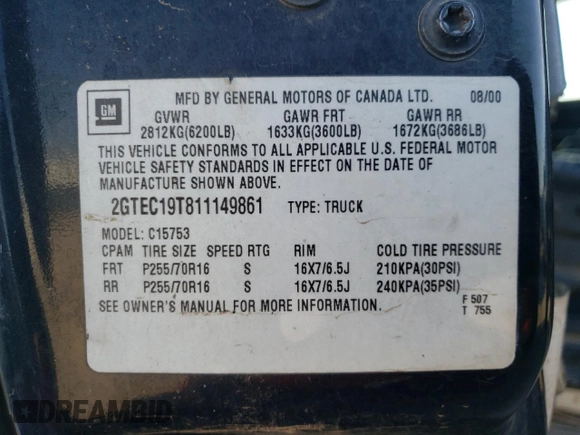 GM
MFD BY GENERAL MOTORS OF CANADA LTD. 08/00
GVWR GAWR FRT GAWR RR
2812KG(6200LB) 1633KG(3600LB) 1672KG(3686LB)
THIS VEHICLE CONFORMS TO ALL APPLICABLE U.S. FEDERAL MOTOR
VEHICLE SAFETY STANDARDS IN EFFECT ON THE DATE OF
MANUFACTURE SHOWN ABOVE.
2GTEC19T811149861 TYPE: TRUCK
MODEL: C15753
CPAM TIRE SIZE SPEED RTG RIM COLD TIRE PRESSURE
FRT P255/70R16 S 16X7/6.5J 210KPA(30PSI)
RR P255/70R16 S 16X7/6.5J 240KPA(35PSI)
SEE OWNER'S MANUAL FOR MORE INFORMATION. F 507
T 755
DREAMBID